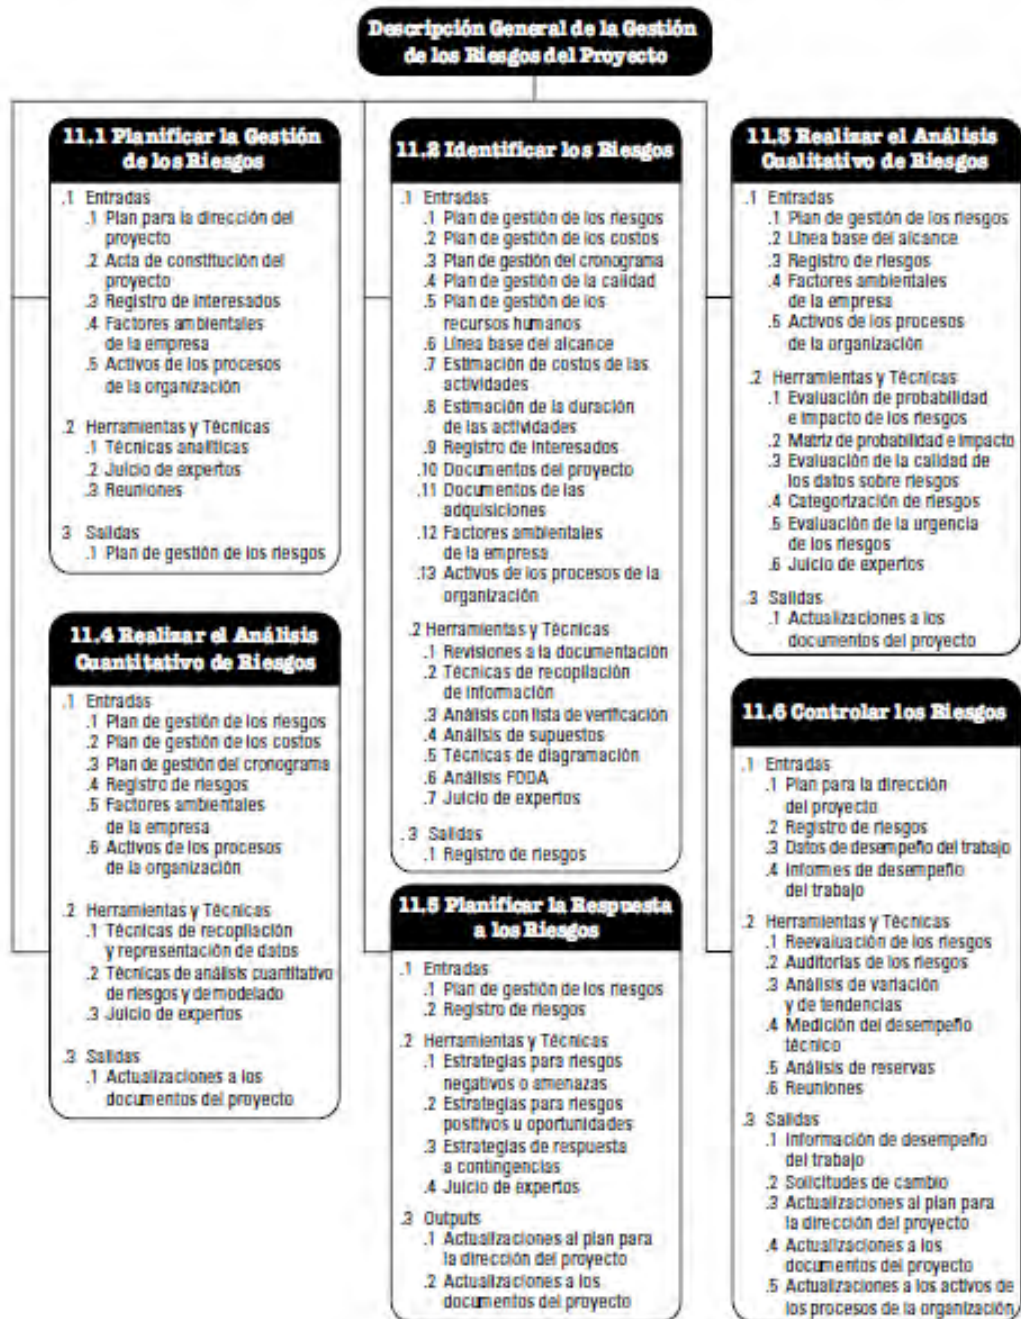 Descripción General de la Gestión
de los Riesgos del Proyecto
11.1 Planificar la Gestión
de los Riesgos
.1 Entradas
.1 Plan para la dirección del
proyecto
.2 Acta de constitución del
proyecto
.3 Registro de interesados
.4 Factores ambientales
de la empresa
.5 Activos de los procesos
de la organización
.2 Herramientas y Técnicas
.1 Técnicas analíticas
.2 Juicio de expertos
.3 Reuniones
3 Salidas
.1 Plan de gestión de los riesgos
11.2 Identificar los Riesgos
.1 Entradas
.1 Plan de gestión de los riesgos
.2 Plan de gestión de los costos
.3 Plan de gestión del cronograma
.4 Plan de gestión de la calidad
.5 Plan de gestión de los
recursos humanos
.6 Línea base del alcance
.7 Estimación de costos de las
actividades
.8 Estimación de la duración
de las actividades
.9 Registro de interesados
.10 Documentos del proyecto
.11 Documentos de las
adquisiciones
.12 Factores ambientales
de la empresa
.13 Activos de los procesos de la
organización
.2 Herramientas y Técnicas
.1 Revisiones a la documentación
.2 Técnicas de recopilación
de información
.3 Análisis con lista de verificación
.4 Análisis de supuestos
.5 Técnicas de diagramación
.6 Análisis FODA
.7 Juicio de expertos
.3 Salidas
.1 Registro de riesgos
11.3 Realizar el Análisis
Cualitativo de Riesgos
.1 Entradas
.1 Plan de gestión de los riesgos
.2 Línea base del alcance
.3 Registro de riesgos
.4 Factores ambientales
de la empresa
.5 Activos de los procesos
de la organización
.2 Herramientas y Técnicas
.1 Evaluación de probabilidad
e impacto de los riesgos
.2 Matriz de probabilidad e impacto
.3 Evaluación de la calidad de
los datos sobre riesgos
.4 Categorización de riesgos
.5 Evaluación de la urgencia
de los riesgos
.6 Juicio de expertos
.3 Salidas
.1 Actualizaciones a los
documentos del proyecto
11.4 Realizar el Análisis
Cuantitativo de Riesgos
.1 Entradas
.1 Plan de gestión de los riesgos
.2 Plan de gestión de los costos
.3 Plan de gestión del cronograma
.4 Registro de riesgos
.5 Factores ambientales
de la empresa
.6 Activos de los procesos
de la organización
.2 Herramientas y Técnicas
.1 Técnicas de recopilación
y representación de datos
.2 Técnicas de análisis cuantitativo
de riesgos y de modelado
.3 Juicio de expertos
.3 Salidas
.1 Actualizaciones a los
documentos del proyecto
11.5 Planificar la Respuesta
a los Riesgos
.1 Entradas
.1 Plan de gestión de los riesgos
.2 Registro de riesgos
.2 Herramientas y Técnicas
.1 Estrategias para riesgos
negativos o amenazas
.2 Estrategias para riesgos
positivos u oportunidades
.3 Estrategias de respuesta
a contingencias
.4 Juicio de expertos
.3 Outputs
.1 Actualizaciones al plan para
la dirección del proyecto
.2 Actualizaciones a los
documentos del proyecto
11.6 Controlar los Riesgos
.1 Entradas
.1 Plan para la dirección
del proyecto
.2 Registro de riesgos
.3 Datos de desempeño del trabajo
.4 Informes de desempeño
del trabajo
.2 Herramientas y Técnicas
.1 Reevaluación de los riesgos
.2 Auditorías de los riesgos
.3 Análisis de variación
y de tendencias
.4 Medición del desempeño
técnico
.5 Análisis de reservas
.6 Reuniones
.3 Salidas
.1 Información de desempeño
del trabajo
.2 Solicitudes de cambio
.3 Actualizaciones al plan para
la dirección del proyecto
.4 Actualizaciones a los
documentos del proyecto
.5 Actualizaciones a los activos de
los procesos de la organización